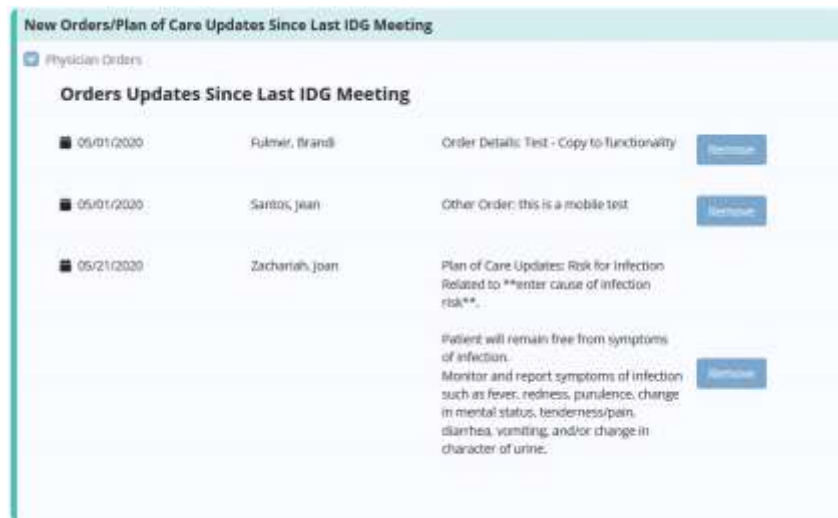 New Orders/Plan of Care Updates Since Last IDG Meeting
Physician Orders
Orders Updates Since Last IDG Meeting
05/01/2020 Fulmer, Brandi Order Details: Test - Copy to functionality Remove
05/01/2020 Santos, Jean Other Order: this is a mobile test Remove
05/21/2020 Zachariah, Joan Plan of Care Updates: Risk for Infection
Related to **enter cause of infection
risk**.
Patient will remain free from symptoms
of infection.
Monitor and report symptoms of infection
such as fever, redness, purulence, change
in mental status, tenderness/pain,
diarrhea, vomiting, and/or change in
character of urine.
Remove